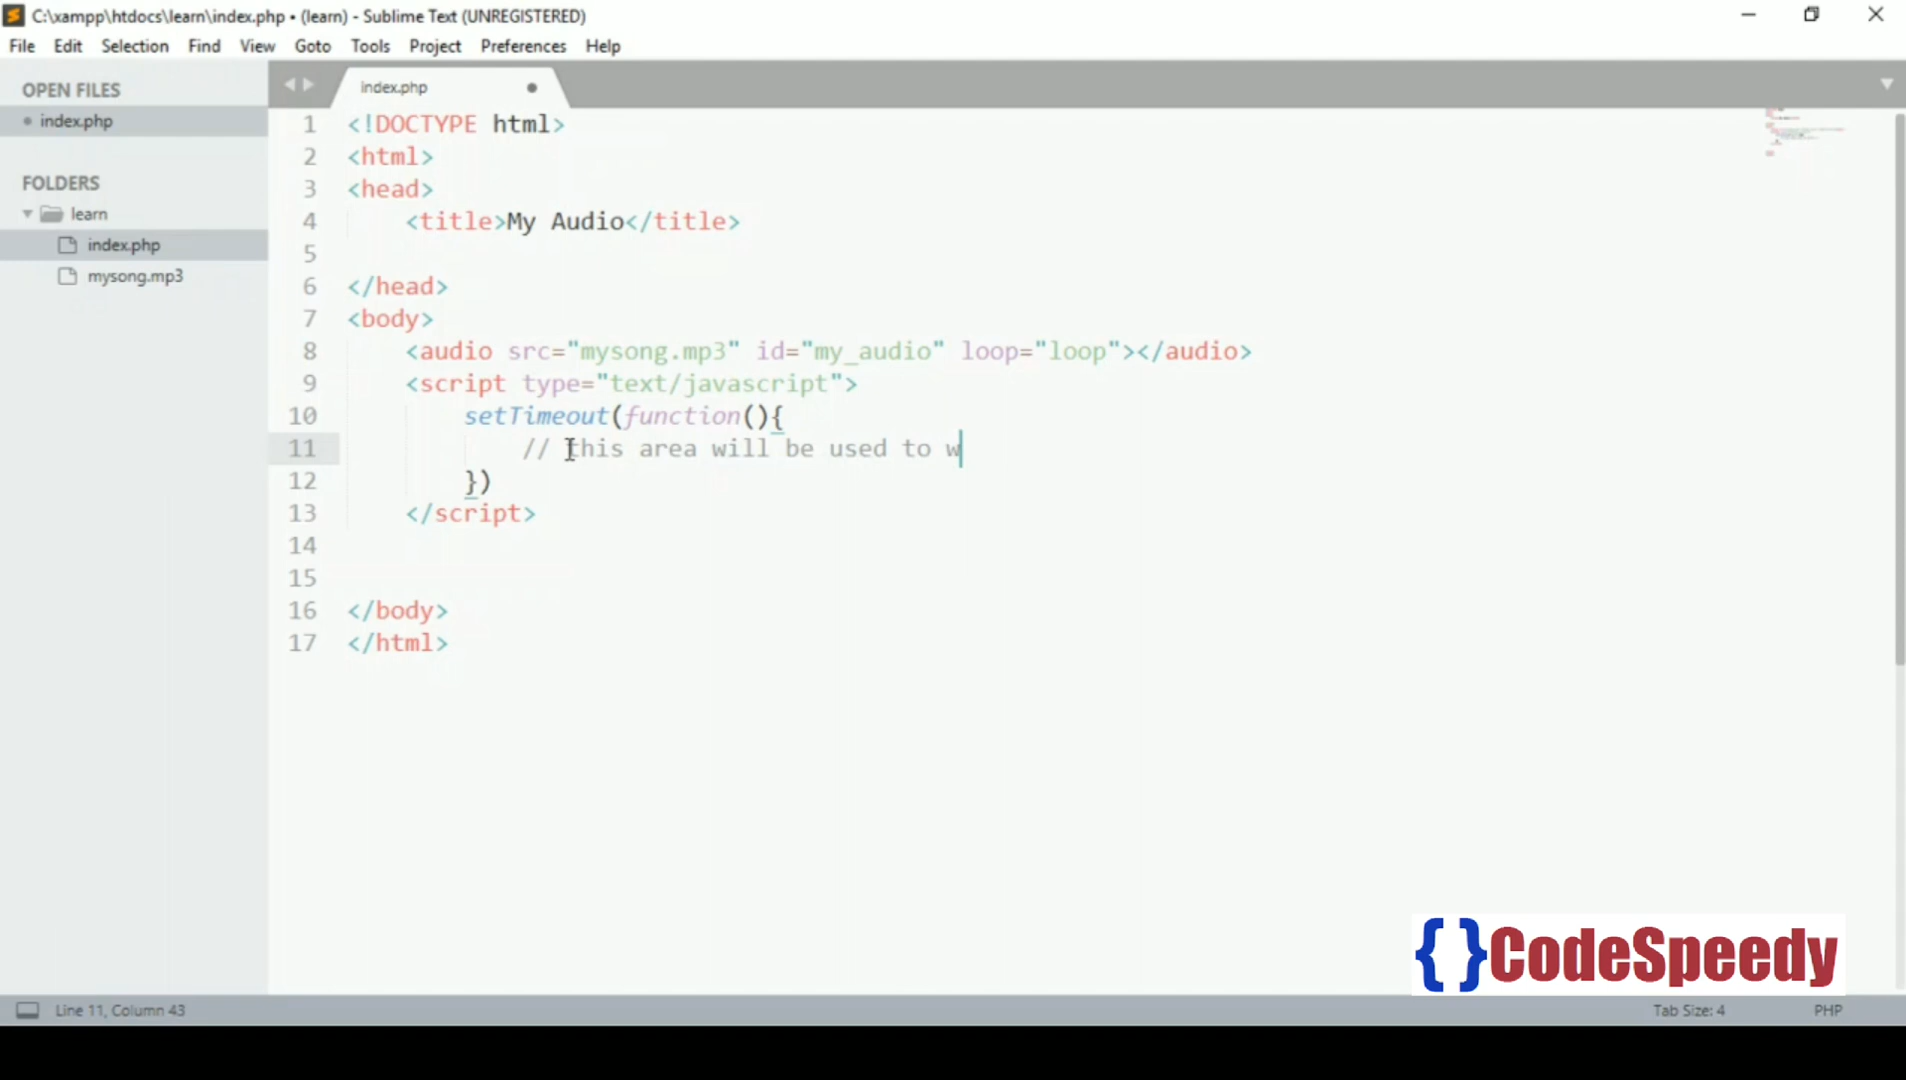 C:\xampp\htdocs\learn\index.php • (learn) - Sublime Text (UNREGISTERED)
File Edit Selection Find View Goto Tools Project Preferences Help
OPEN FILES
index.php
FOLDERS
learn
index.php
mysong.mp3
index.php
1 <!DOCTYPE html>
2 <html>
3 <head>
4 <title>My Audio</title>
5
6 </head>
7 <body>
8 <audio src="mysong.mp3" id="my_audio" loop="loop"></audio>
9 <script type="text/javascript">
10 setTimeout(function(){
11 // this area will be used to w
12 })
13 </script>
14
15
16 </body>
17 </html>
{ }CodeSpeedy
Line 11, Column 43 Tab Size: 4 PHP